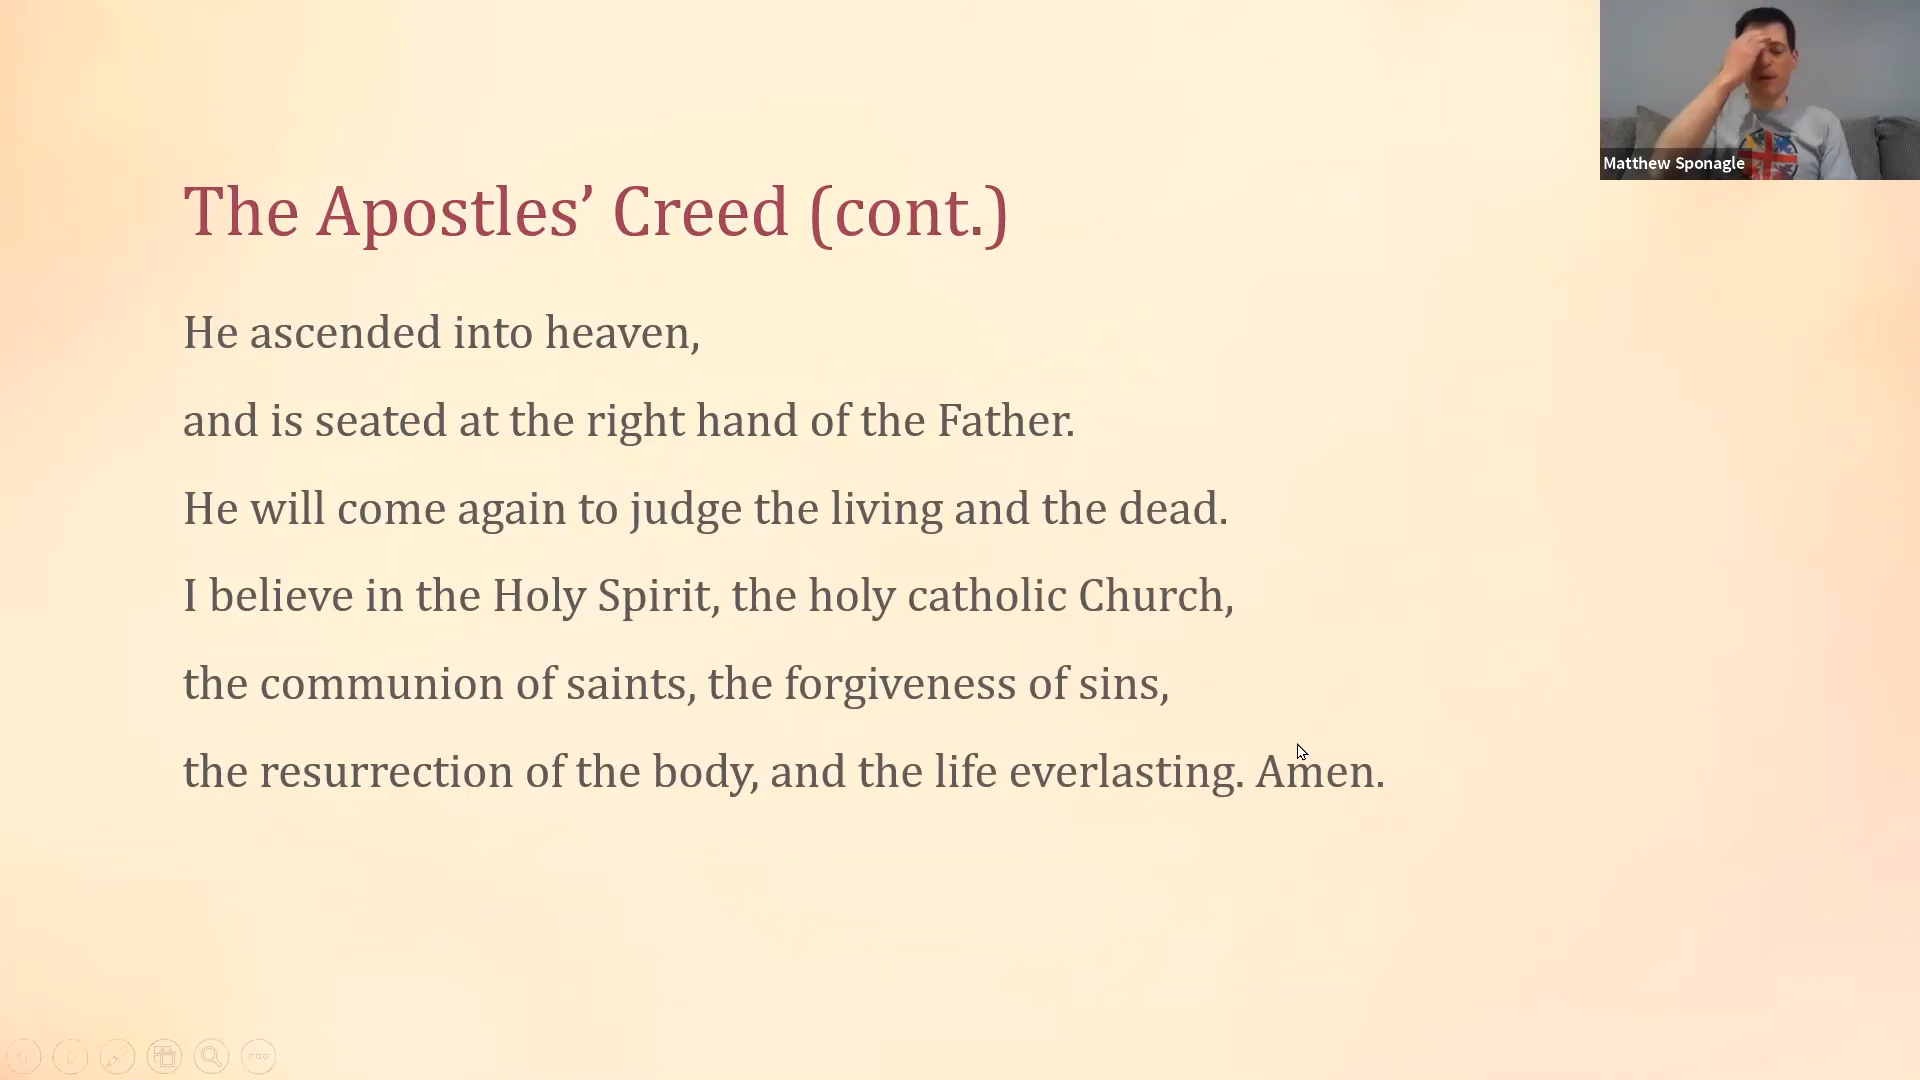 Matthew Sponagle
The Apostles’ Creed (cont.)
He ascended into heaven,
and is seated at the right hand of the Father.
He will come again to judge the living and the dead.
I believe in the Holy Spirit, the holy catholic Church,
the communion of saints, the forgiveness of sins,
the resurrection of the body, and the life everlasting. Amen.